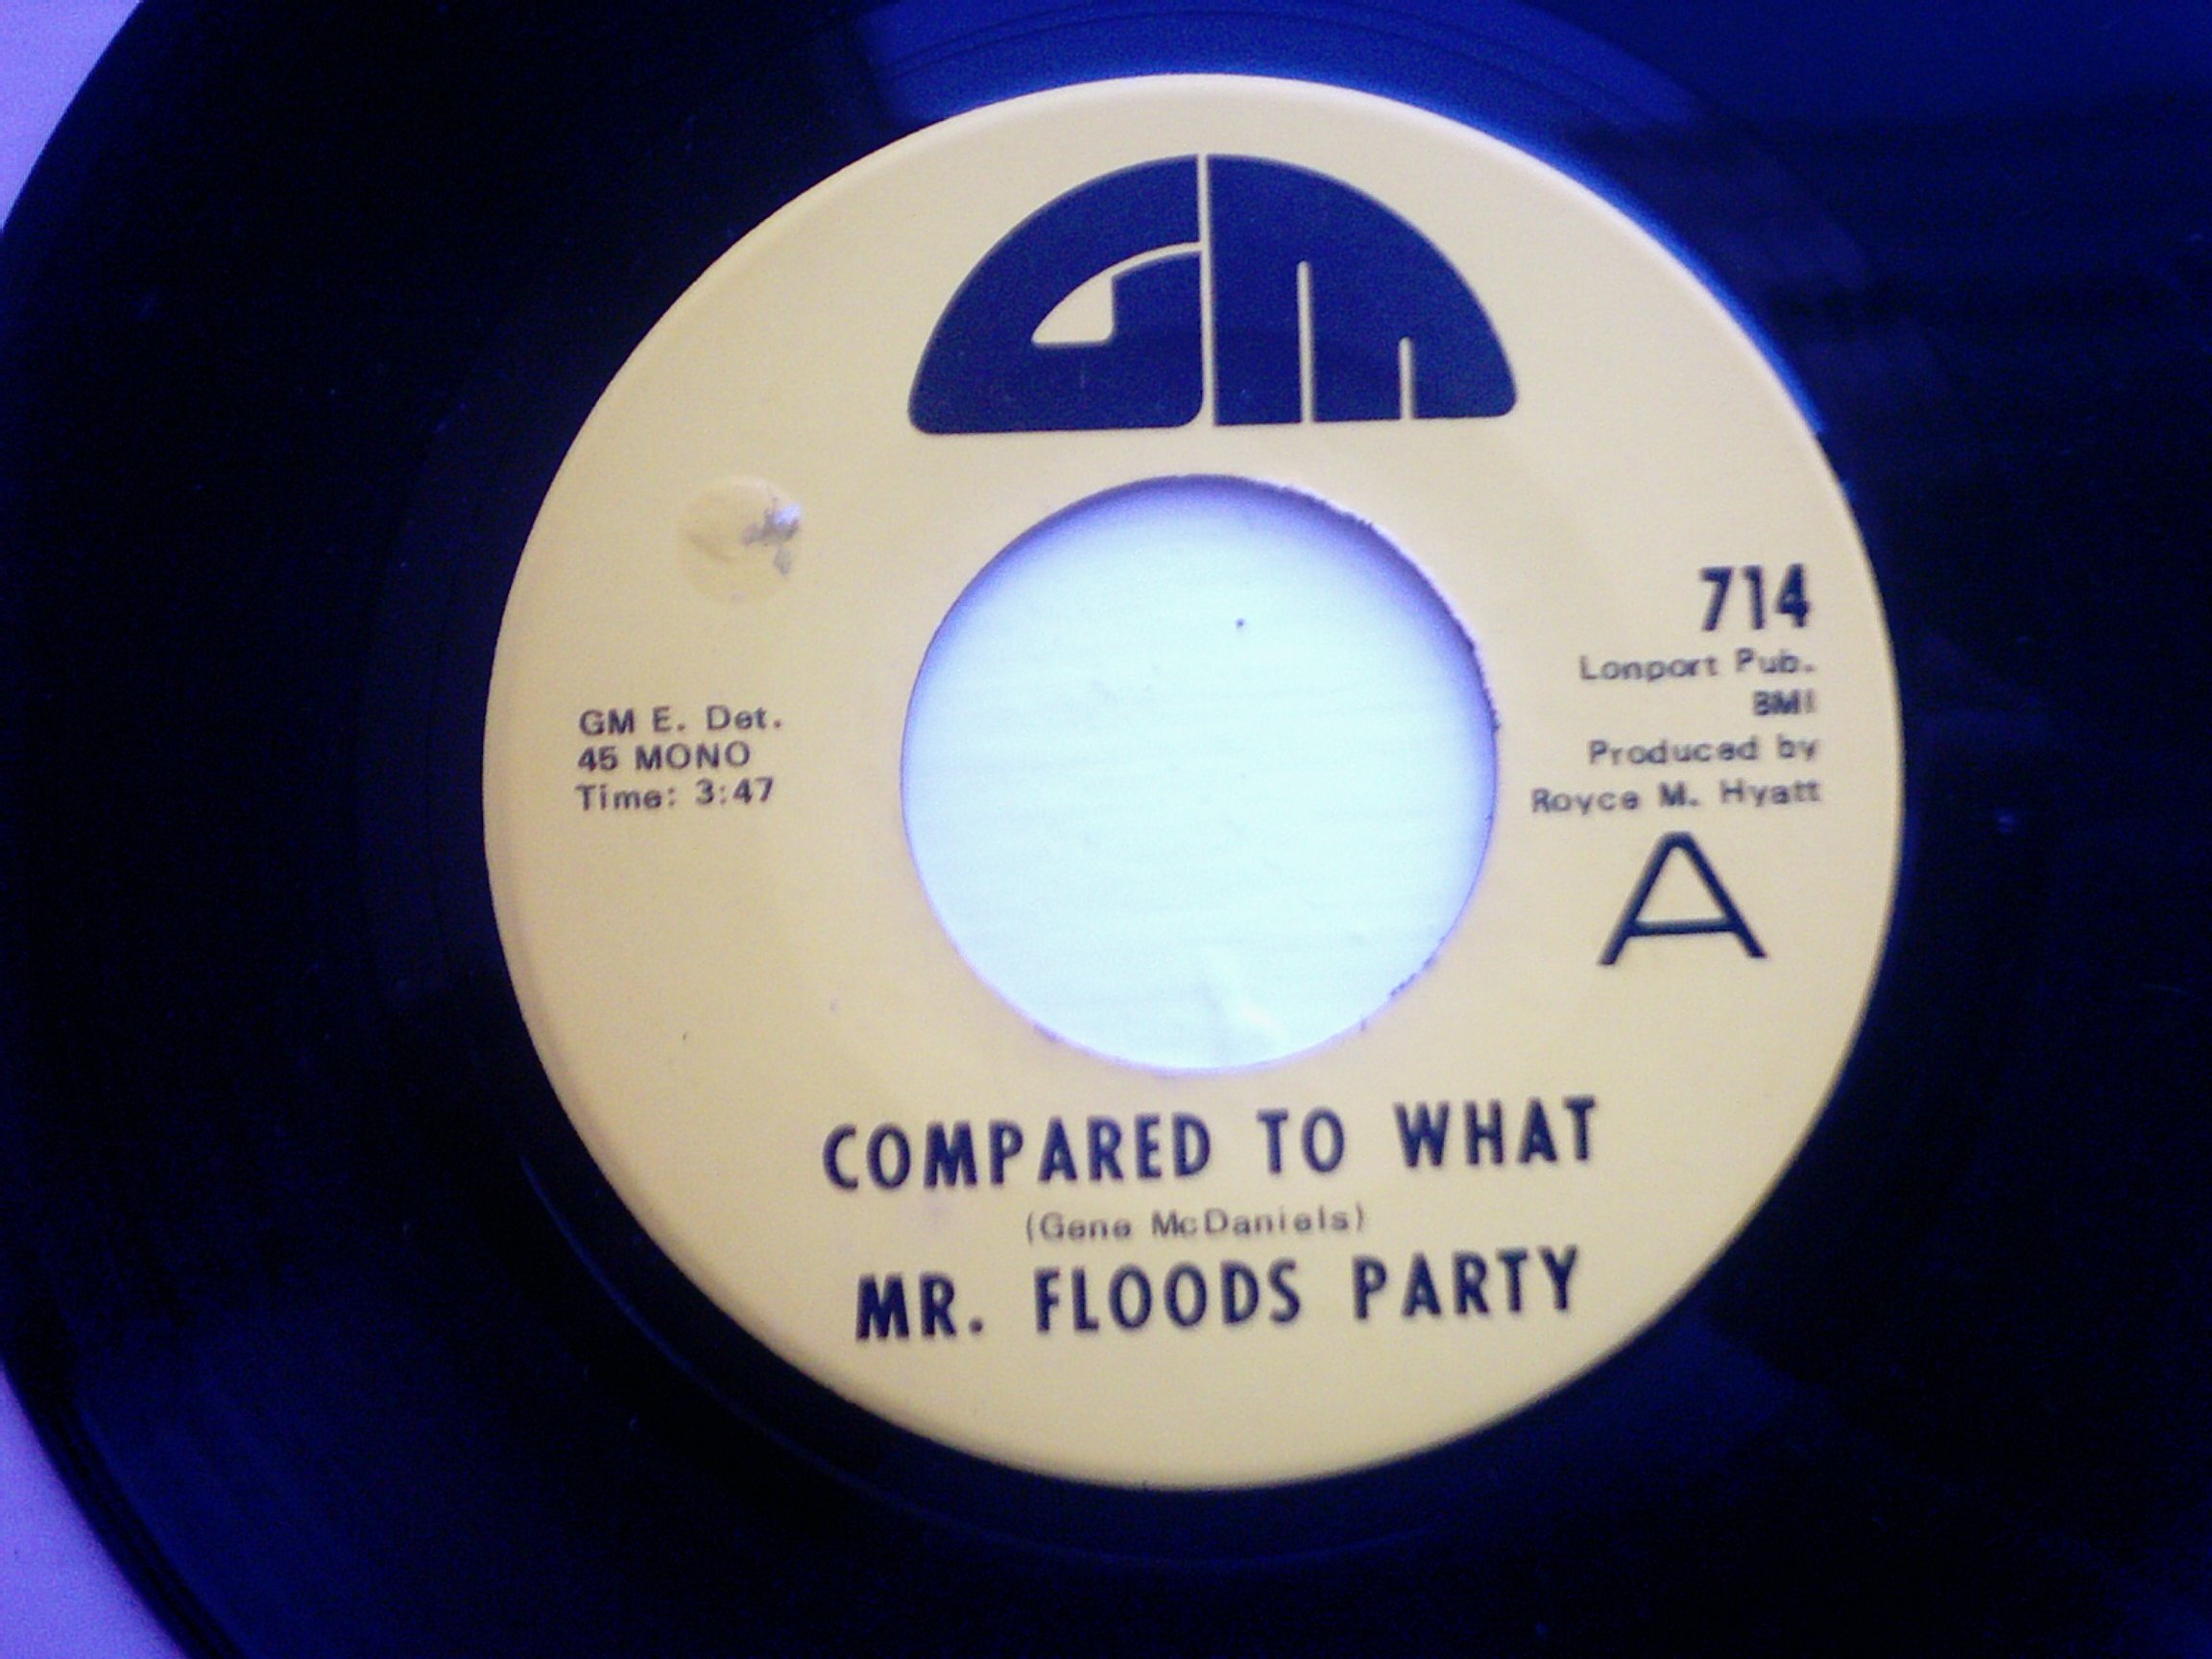 GM
714
Lonport Pub.
BMI
Produced by
Royce M. Hyatt
A
GM E. Det.
45 MONO
Time: 3:47
COMPARED TO WHAT
(Gene McDaniels)
MR. FLOODS PARTY